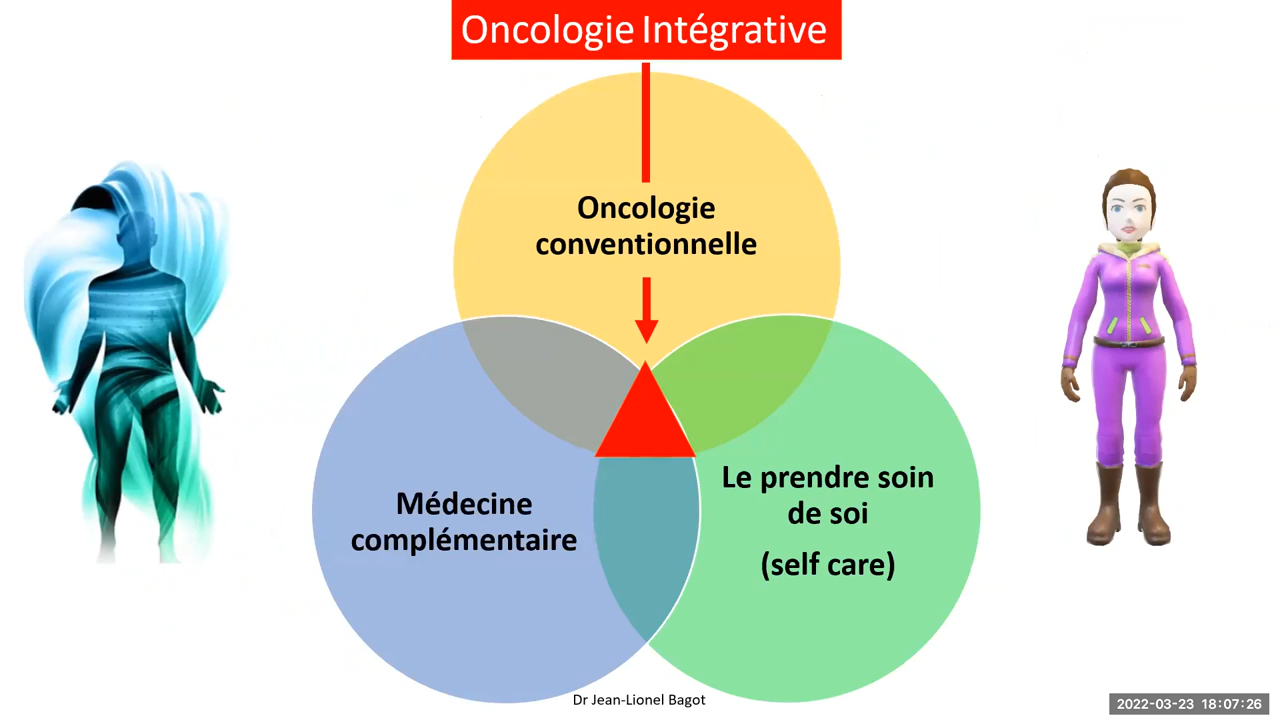 Oncologie Intégrative
Oncologie
conventionnelle
Médecine
complémentaire
Le prendre soin
de soi
(self care)
Dr Jean-Lionel Bagot
2022-03-23 18:07:26